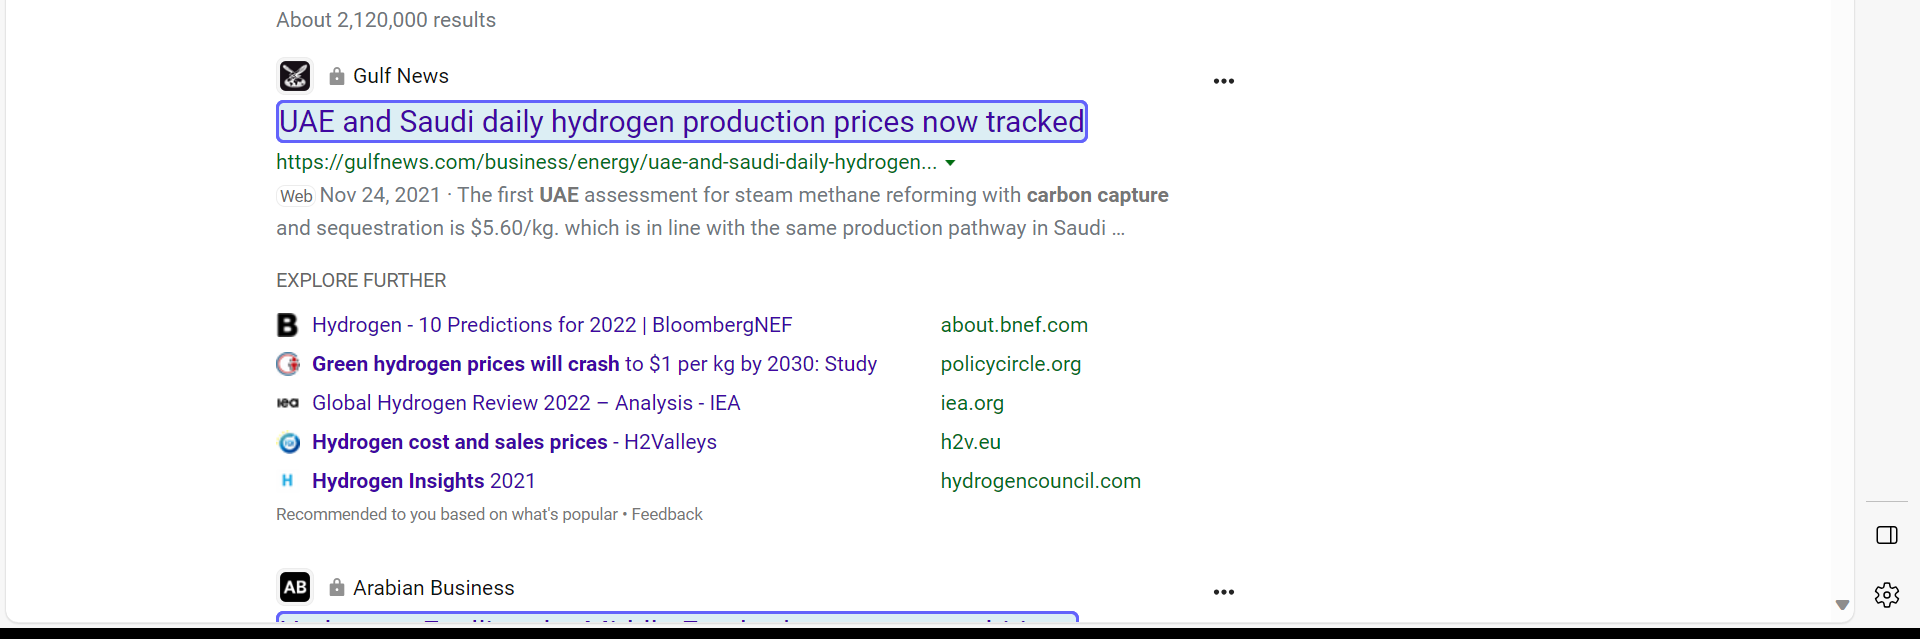 About 2,120,000 results
Gulf News
UAE and Saudi daily hydrogen production prices now tracked
https://gulfnews.com/business/energy/uae-and-saudi-daily-hydrogen...
Web Nov 24, 2021 · The first UAE assessment for steam methane reforming with carbon capture
and sequestration is $5.60/kg. which is in line with the same production pathway in Saudi ...
EXPLORE FURTHER
B Hydrogen - 10 Predictions for 2022 | BloombergNEF about.bnef.com
Green hydrogen prices will crash to $1 per kg by 2030: Study policycircle.org
iea Global Hydrogen Review 2022 – Analysis - IEA iea.org
Hydrogen cost and sales prices - H2Valleys h2v.eu
H Hydrogen Insights 2021 hydrogencouncil.com
Recommended to you based on what's popular • Feedback
AB Arabian Business